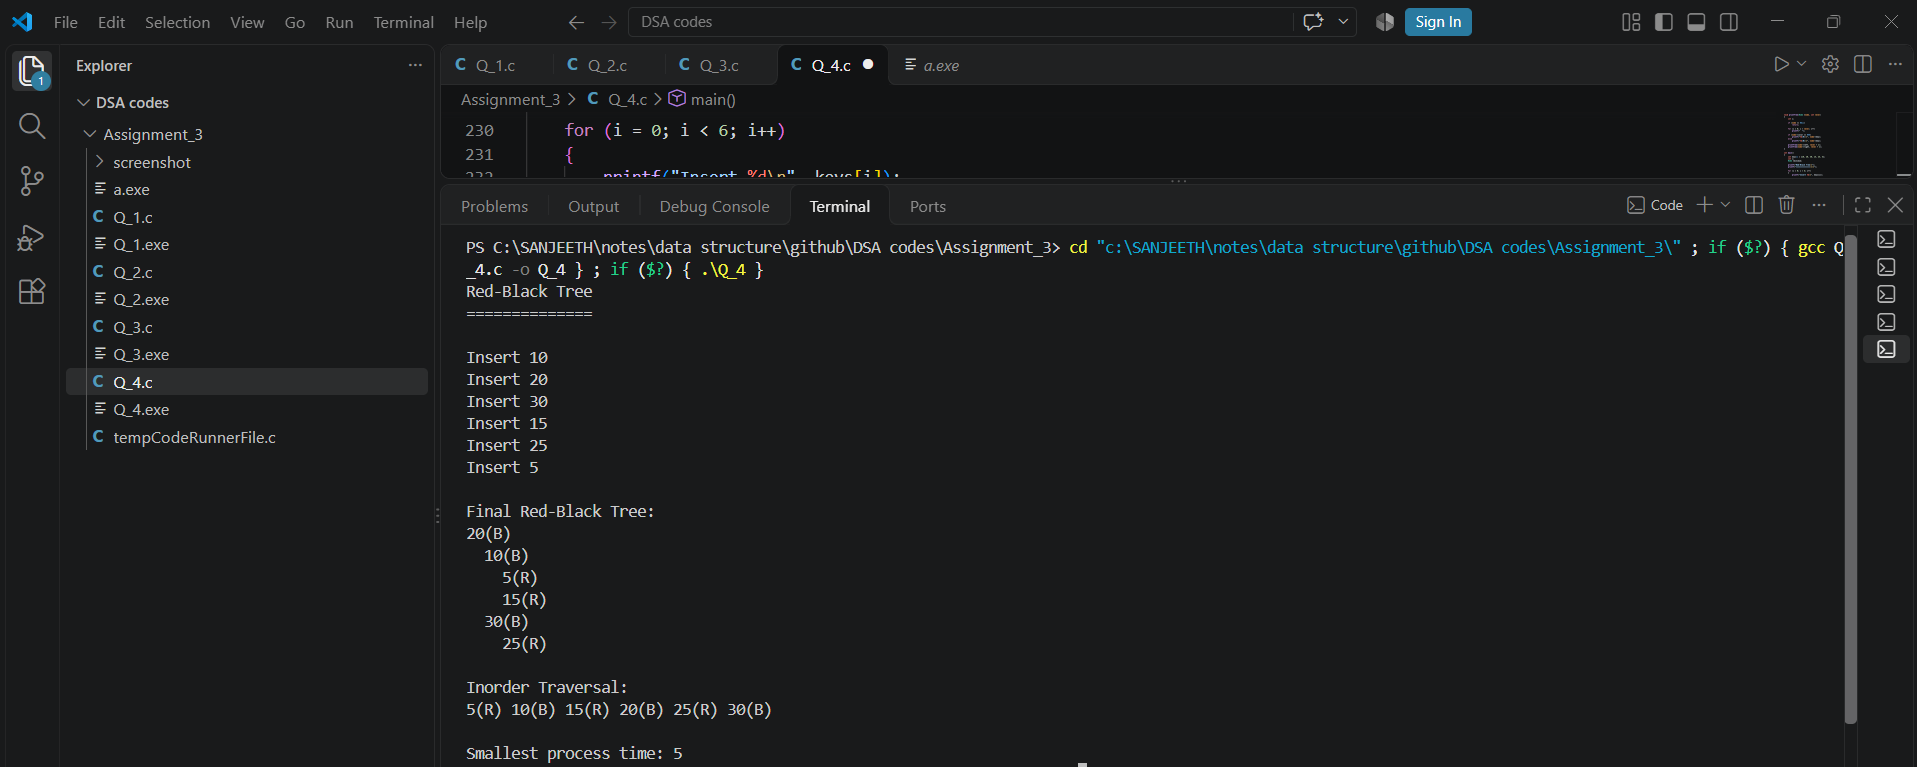 File Edit Selection View Go Run Terminal Help
DSA codes
Sign In
Explorer
DSA codes
Assignment_3
screenshot
a.exe
Q_1.c
Q_1.exe
Q_2.c
Q_2.exe
Q_3.c
Q_3.exe
Q_4.c
Q_4.exe
tempCodeRunnerFile.c
1
Q_1.c Q_2.c Q_3.c Q_4.c a.exe
Assignment_3 > Q_4.c > main()
230 for (i = 0; i < 6; i++)
231 {
232 printf("Insert %d\n", keys[i]);
Problems Output Debug Console Terminal Ports
Code
PS C:\SANJEETH\notes\data structure\github\DSA codes\Assignment_3> cd "c:\SANJEETH\notes\data structure\github\DSA codes\Assignment_3\" ; if ($?) { gcc Q
_4.c -o Q_4 } ; if ($?) { .\Q_4 }
Red-Black Tree
==============
Insert 10
Insert 20
Insert 30
Insert 15
Insert 25
Insert 5
Final Red-Black Tree:
20(B)
10(B)
5(R)
15(R)
30(B)
25(R)
Inorder Traversal:
5(R) 10(B) 15(R) 20(B) 25(R) 30(B)
Smallest process time: 5